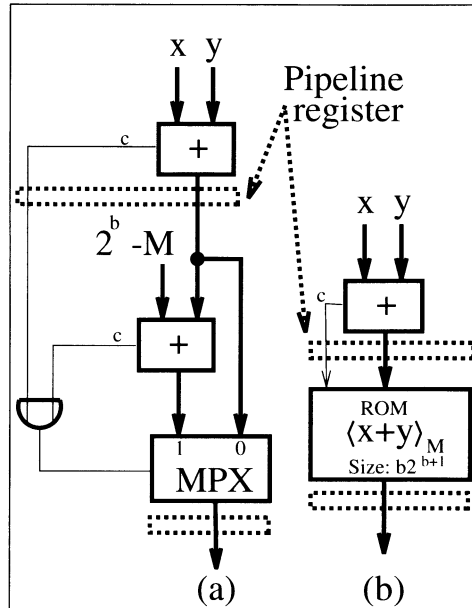 x y
Pipeline
register
c
+
2^b -M
x y
c
+
c
+
ROM
⟨x+y⟩_M
Size: b2^{b+1}
1 0
MPX
(a) (b)